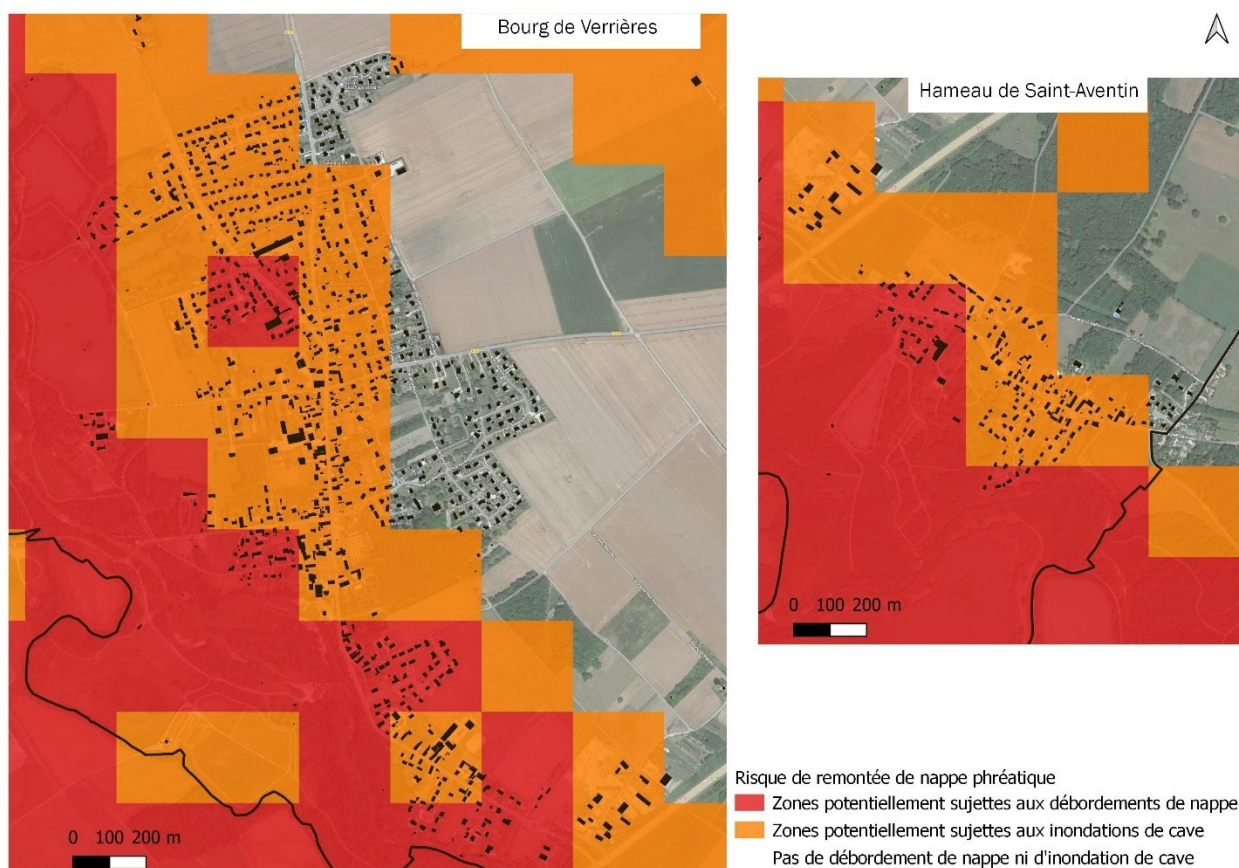 Bourg de Verrières
Hameau de Saint-Aventin
0 100 200 m
0 100 200 m
Risque de remontée de nappe phréatique
Zones potentiellement sujettes aux débordements de nappe
Zones potentiellement sujettes aux inondations de cave
Pas de débordement de nappe ni d'inondation de cave